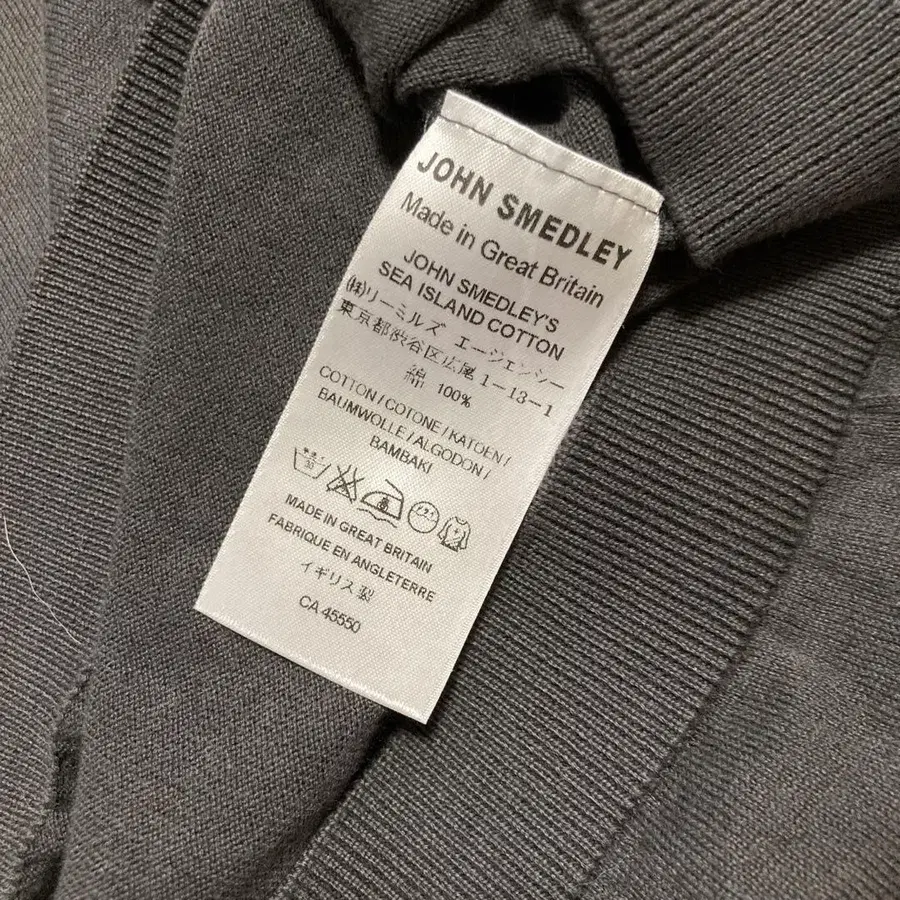 JOHN SMEDLEY
Made in Great Britain
JOHN SMEDLEY'S
SEA ISLAND COTTON
㈱リーミルズ エージェンシー
東京都渋谷区広尾1-13-1
綿 100%
COTTON/COTONE/KATOEN/
BAUMWOLLE/ALGODON/
BAMBAKI
MADE IN GREAT BRITAIN
FABRIQUE EN ANGLETERRE
イギリス製
CA 45550